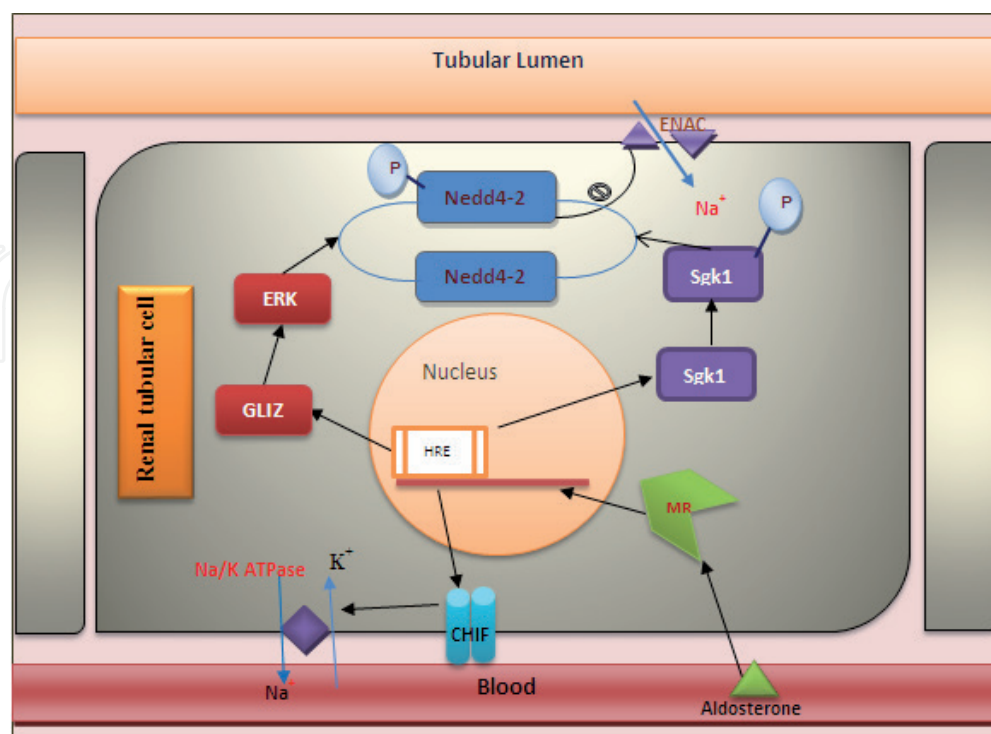 Tubular Lumen
ENAC
P
Nedd4-2
Na+
P
Nedd4-2
Sgk1
ERK
Renal tubular cell
Nucleus
Sgk1
GLIZ
HRE
MR
Na/K ATPase
K+
CHIF
Na+
Blood
Aldosterone